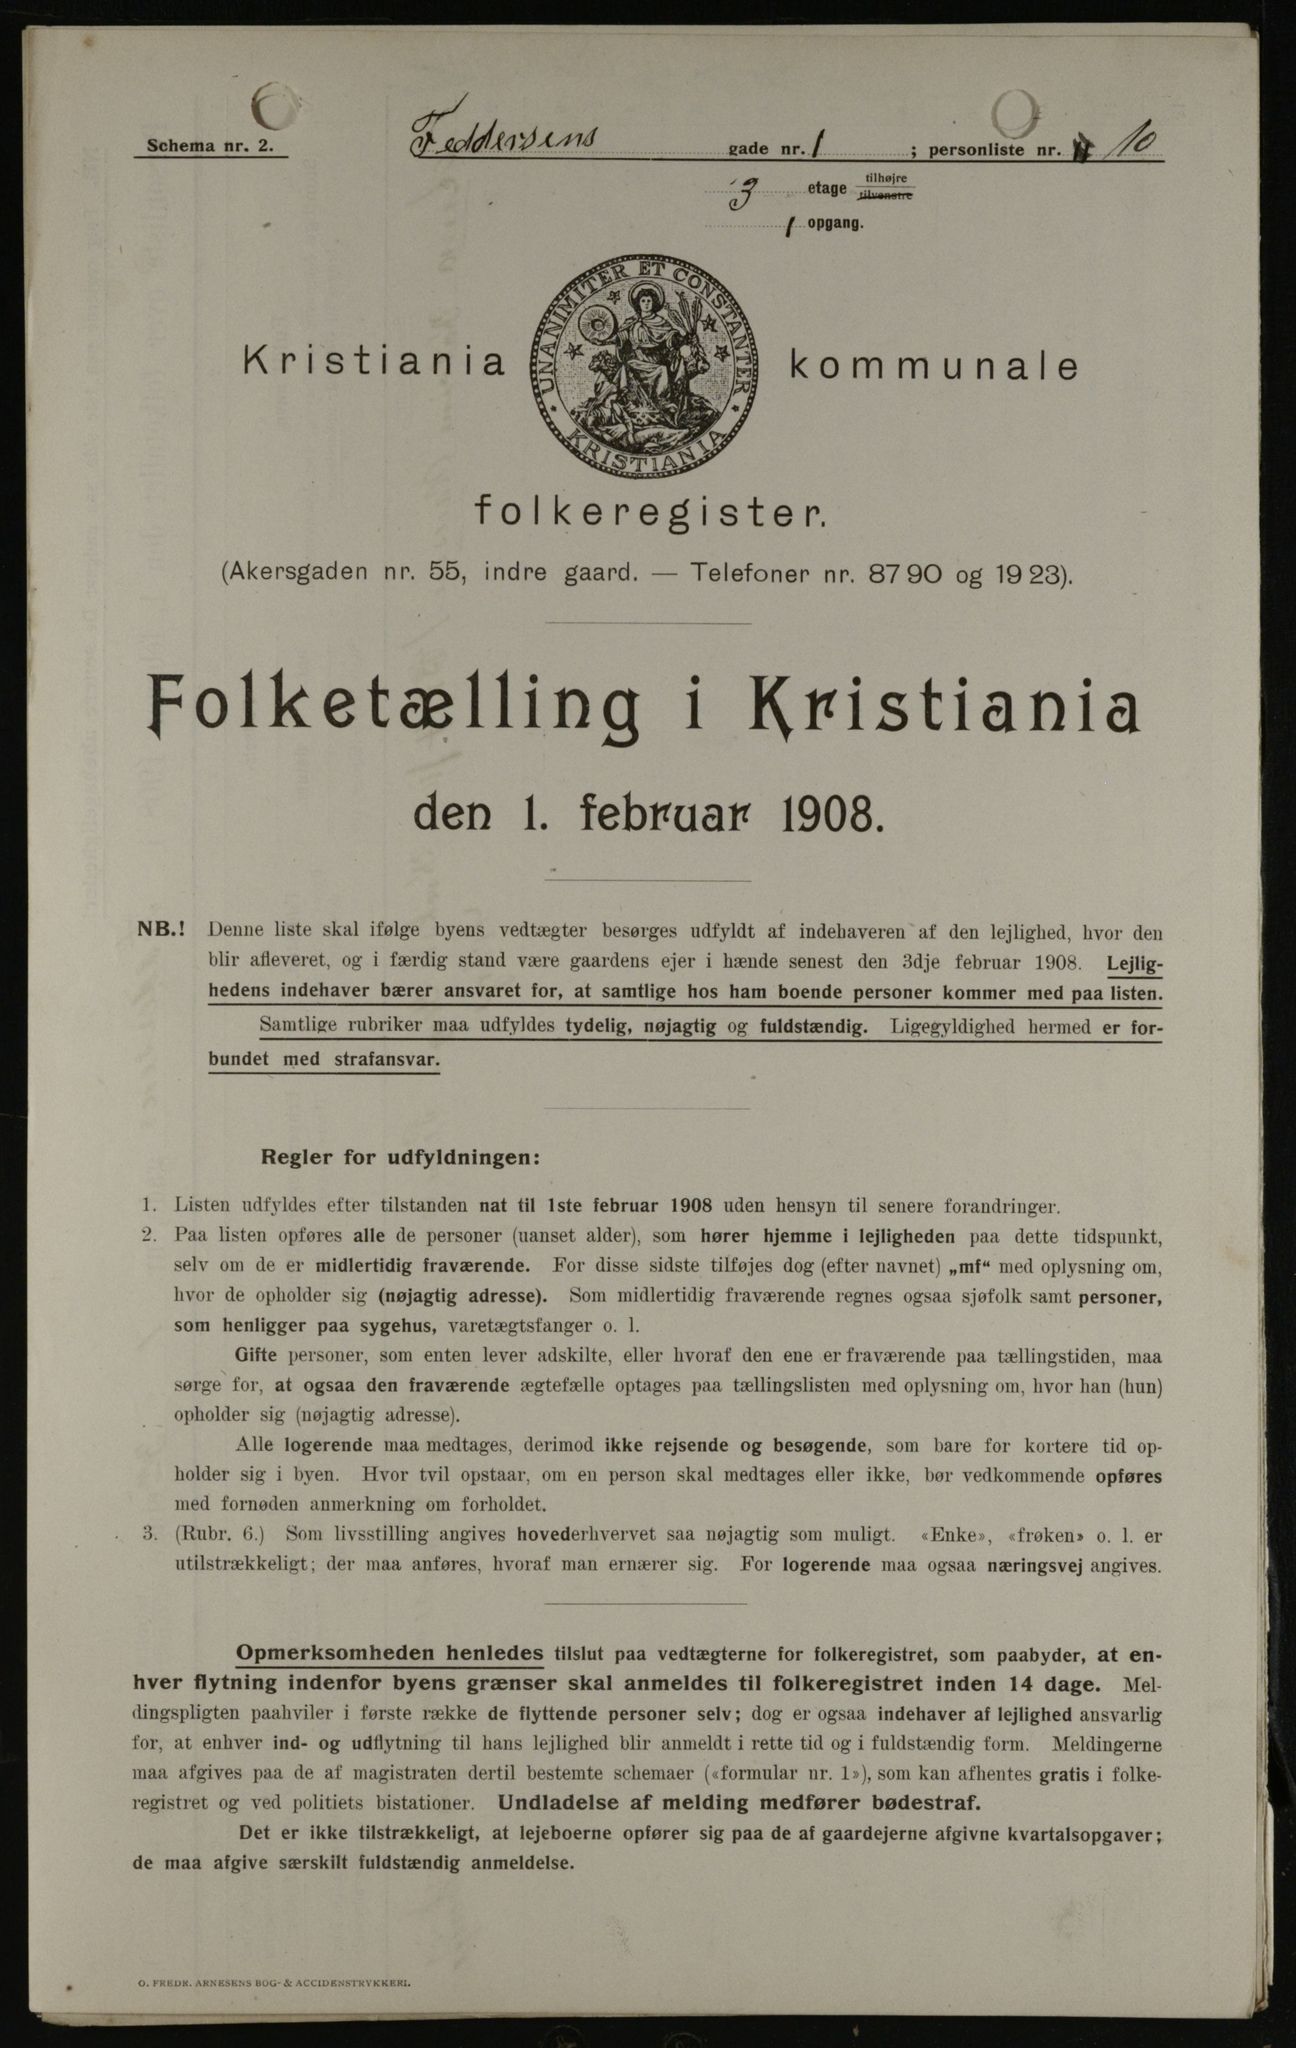 Schema nr. 2. Feddersens gade nr. 1 ; personliste nr. 10
3 etage tilhøjre
tilvenstre
1 opgang.
UNANIMITER ET CONSTANTER
KRISTIANIA
Kristiania kommunale
folkeregister.
(Akersgaden nr. 55, indre gaard. — Telefoner nr. 8790 og 1923).
Folketælling i Kristiania
den 1. februar 1908.
NB.! Denne liste skal ifølge byens vedtægter besørges udfyldt af indehaveren af den lejlighed, hvor den
blir afleveret, og i færdig stand være gaardens ejer i hænde senest den 3dje februar 1908. Lejlig-
hedens indehaver bærer ansvaret for, at samtlige hos ham boende personer kommer med paa listen.
Samtlige rubriker maa udfyldes tydelig, nøjagtig og fuldstændig. Ligegyldighed hermed er for-
bundet med strafansvar.
Regler for udfyldningen:
1. Listen udfyldes efter tilstanden nat til 1ste februar 1908 uden hensyn til senere forandringer.
2. Paa listen opføres alle de personer (uanset alder), som hører hjemme i lejligheden paa dette tidspunkt,
selv om de er midlertidig fraværende. For disse sidste tilføjes dog (efter navnet) „mf“ med oplysning om,
hvor de opholder sig (nøjagtig adresse). Som midlertidig fraværende regnes ogsaa sjøfolk samt personer,
som henligger paa sygehus, varetægtsfanger o. l.
Gifte personer, som enten lever adskilte, eller hvoraf den ene er fraværende paa tællingstiden, maa
sørge for, at ogsaa den fraværende ægtefælle optages paa tællingslisten med oplysning om, hvor han (hun)
opholder sig (nøjagtig adresse).
Alle logerende maa medtages, derimod ikke rejsende og besøgende, som bare for kortere tid op-
holder sig i byen. Hvor tvil opstaar, om en person skal medtages eller ikke, bør vedkommende opføres
med fornøden anmerkning om forholdet.
3. (Rubr. 6.) Som livsstilling angives hovederhvervet saa nøjagtig som muligt. «Enke», «frøken» o. l. er
utilstrækkeligt; der maa anføres, hvoraf man ernærer sig. For logerende maa ogsaa næringsvej angives.
Opmerksomheden henledes tilslut paa vedtægterne for folkeregistret, som paabyder, at en-
hver flytning indenfor byens grænser skal anmeldes til folkeregistret inden 14 dage. Mel-
dingspligten paahviler i første række de flyttende personer selv; dog er ogsaa indehaver af lejlighed ansvarlig
for, at enhver ind- og udflytning til hans lejlighed blir anmeldt i rette tid og i fuldstændig form. Meldingerne
maa afgives paa de af magistraten dertil bestemte schemaer («formular nr. 1»), som kan afhentes gratis i folke-
registret og ved politiets bistationer. Undladelse af melding medfører bødestraf.
Det er ikke tilstrækkeligt, at lejeboerne opfører sig paa de af gaardejerne afgivne kvartalsopgaver;
de maa afgive særskilt fuldstændig anmeldelse.
O. FREDR. ARNESENS BOG- & ACCIDENSTRYKKERI.